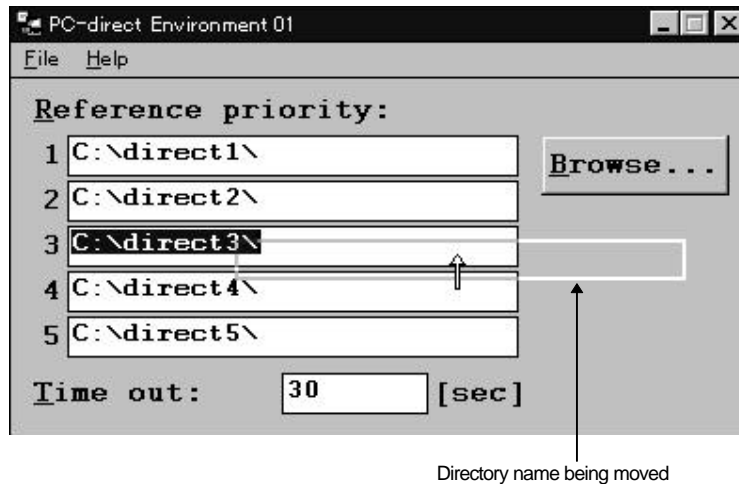 PC-direct Environment 01
File Help
Reference priority:
1 C:\direct1\
Browse...
2 C:\direct2\
3 C:\direct3\
4 C:\direct4\
5 C:\direct5\
Time out: 30 [sec]
Directory name being moved